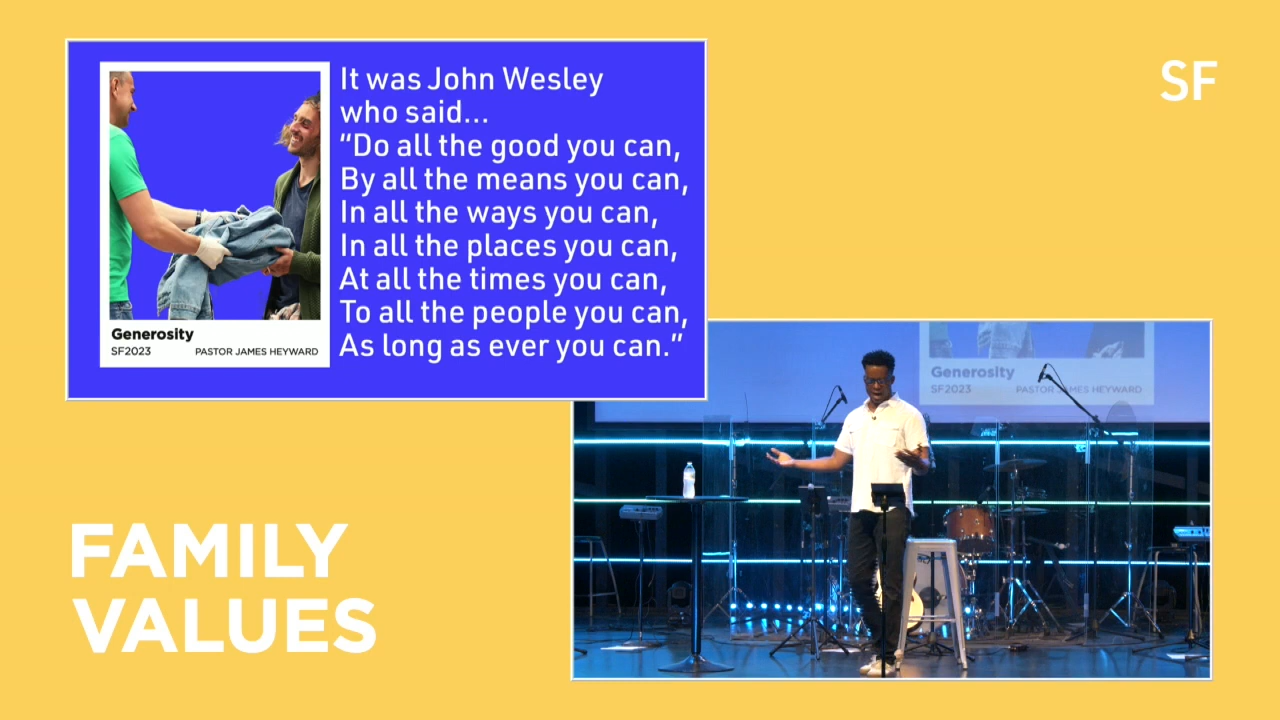 SF
It was John Wesley
who said...
“Do all the good you can,
By all the means you can,
In all the ways you can,
In all the places you can,
At all the times you can,
To all the people you can,
As long as ever you can.”
Generosity
SF2023 PASTOR JAMES HEYWARD
Generosity
SF2023 PASTOR JAMES HEYWARD
FAMILY
VALUES